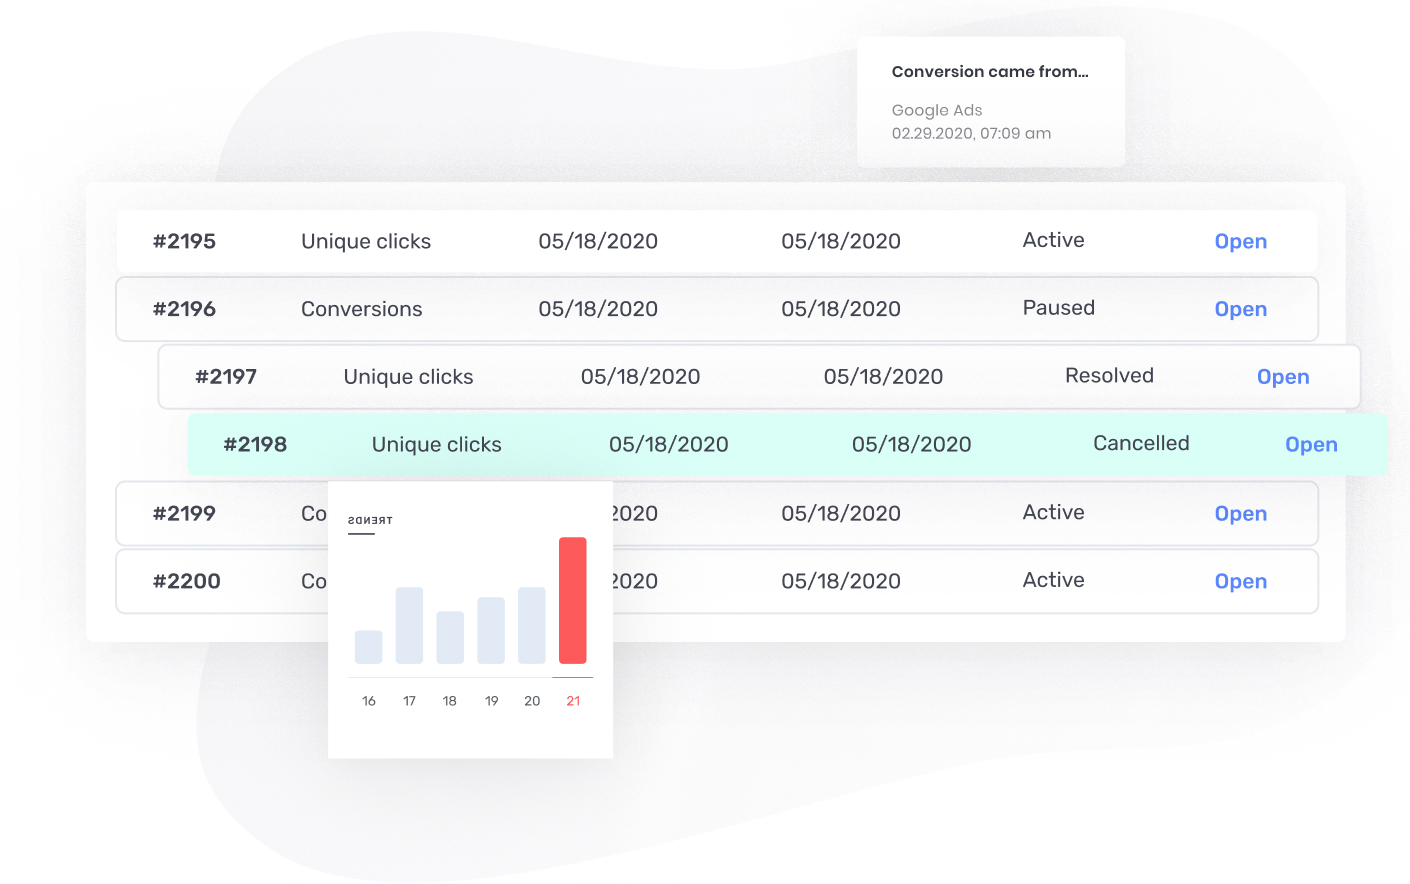 Conversion came from...
Google Ads
02.29.2020, 07:09 am
#2195 Unique clicks 05/18/2020 05/18/2020 Active Open
#2196 Conversions 05/18/2020 05/18/2020 Paused Open
#2197 Unique clicks 05/18/2020 05/18/2020 Resolved Open
#2198 Unique clicks 05/18/2020 05/18/2020 Cancelled Open
#2199 Co 2020 05/18/2020 Active Open
#2200 Co 2020 05/18/2020 Active Open
TRENDS
16 17 18 19 20 21